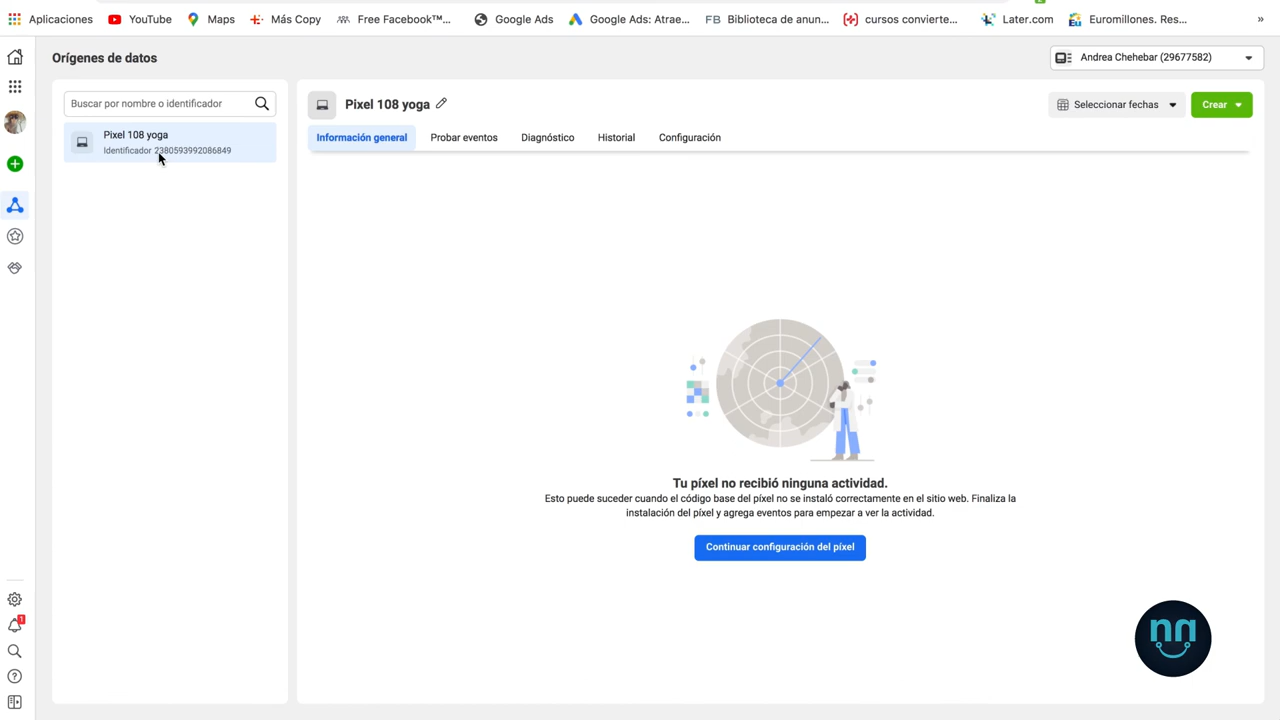 Aplicaciones
YouTube
Maps
Más Copy
Free Facebook™...
Google Ads
Google Ads: Atrae...
FB Biblioteca de anun...
cursos convierte...
Later.com
Euromillones. Res...
»
Orígenes de datos
Andrea Chehebar (29677582)
Buscar por nombre o identificador
Pixel 108 yoga
Identificador 2380593992086849
Pixel 108 yoga
Seleccionar fechas
Crear
Información general
Probar eventos
Diagnóstico
Historial
Configuración
Tu píxel no recibió ninguna actividad.
Esto puede suceder cuando el código base del píxel no se instaló correctamente en el sitio web. Finaliza la
instalación del píxel y agrega eventos para empezar a ver la actividad.
Continuar configuración del píxel
1
nn